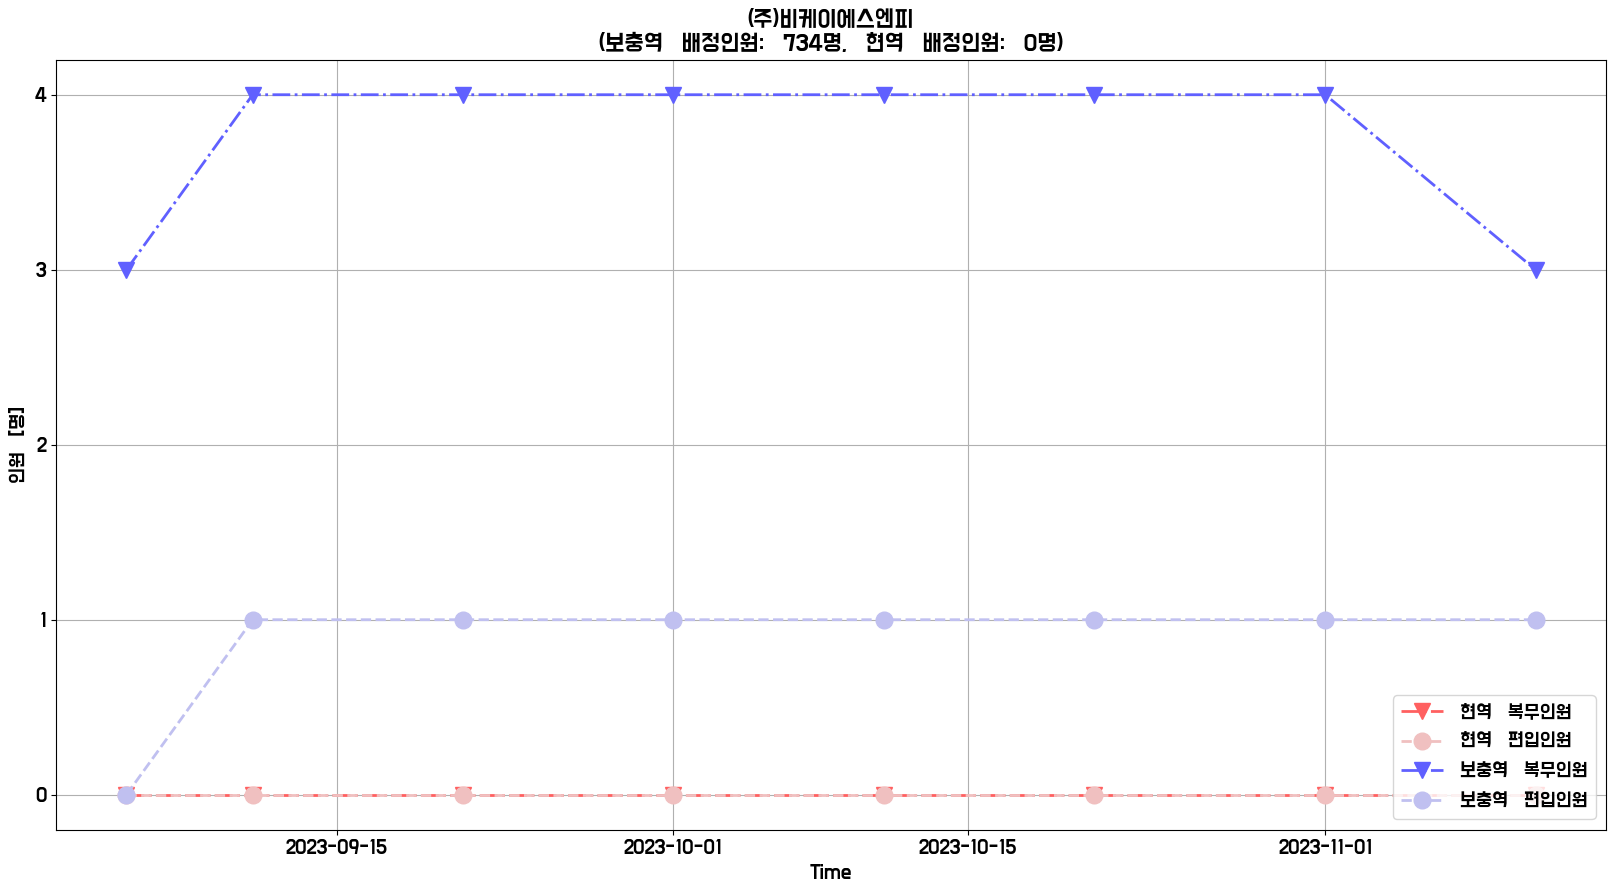 (주)비케이에스엔피
(보충역 배정인원: 734명, 현역 배정인원: 0명)
4
3
2
1
0
인원 [명]
2023-09-15
2023-10-01
2023-10-15
2023-11-01
Time
현역 복무인원
현역 편입인원
보충역 복무인원
보충역 편입인원